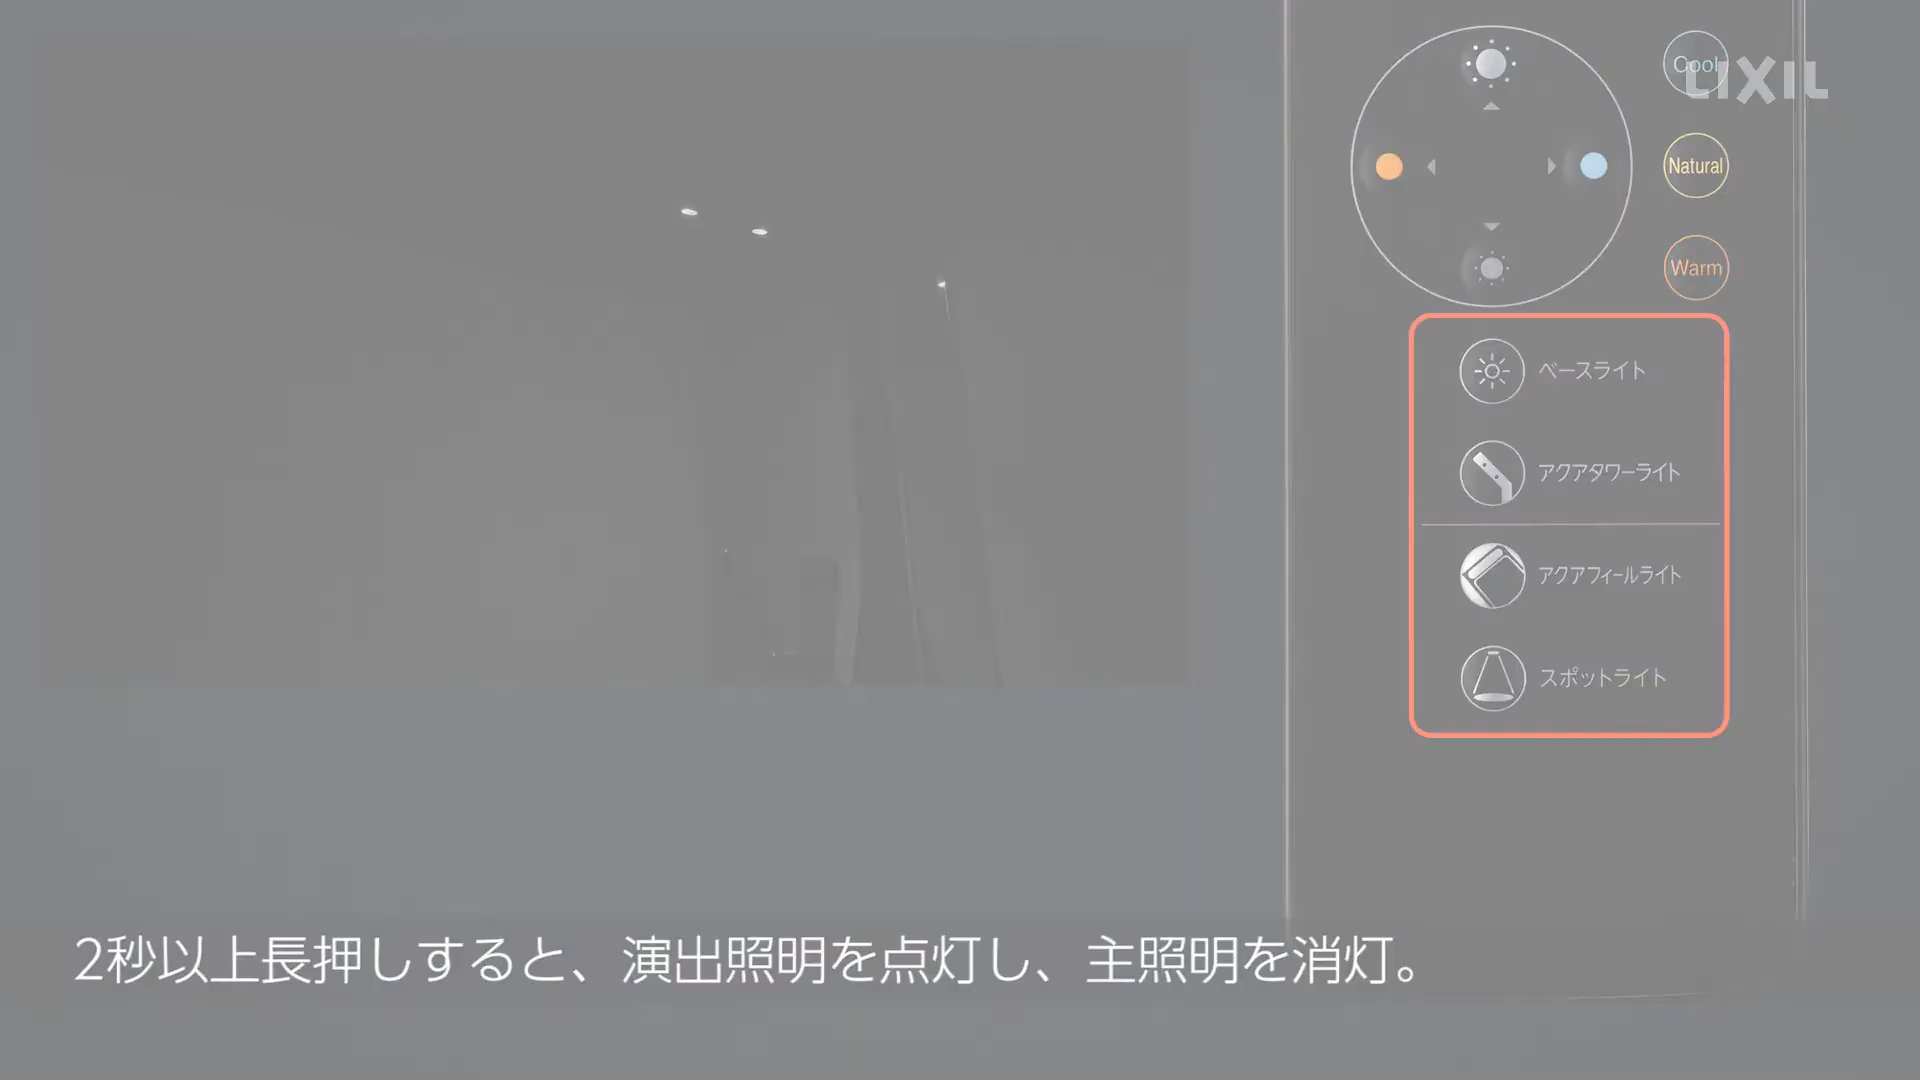 Cool
LIXIL
Natural
Warm
ベースライト
アクアタワーライト
アクアフィールライト
スポットライト
2秒以上長押しすると、演出照明を点灯し、主照明を消灯。